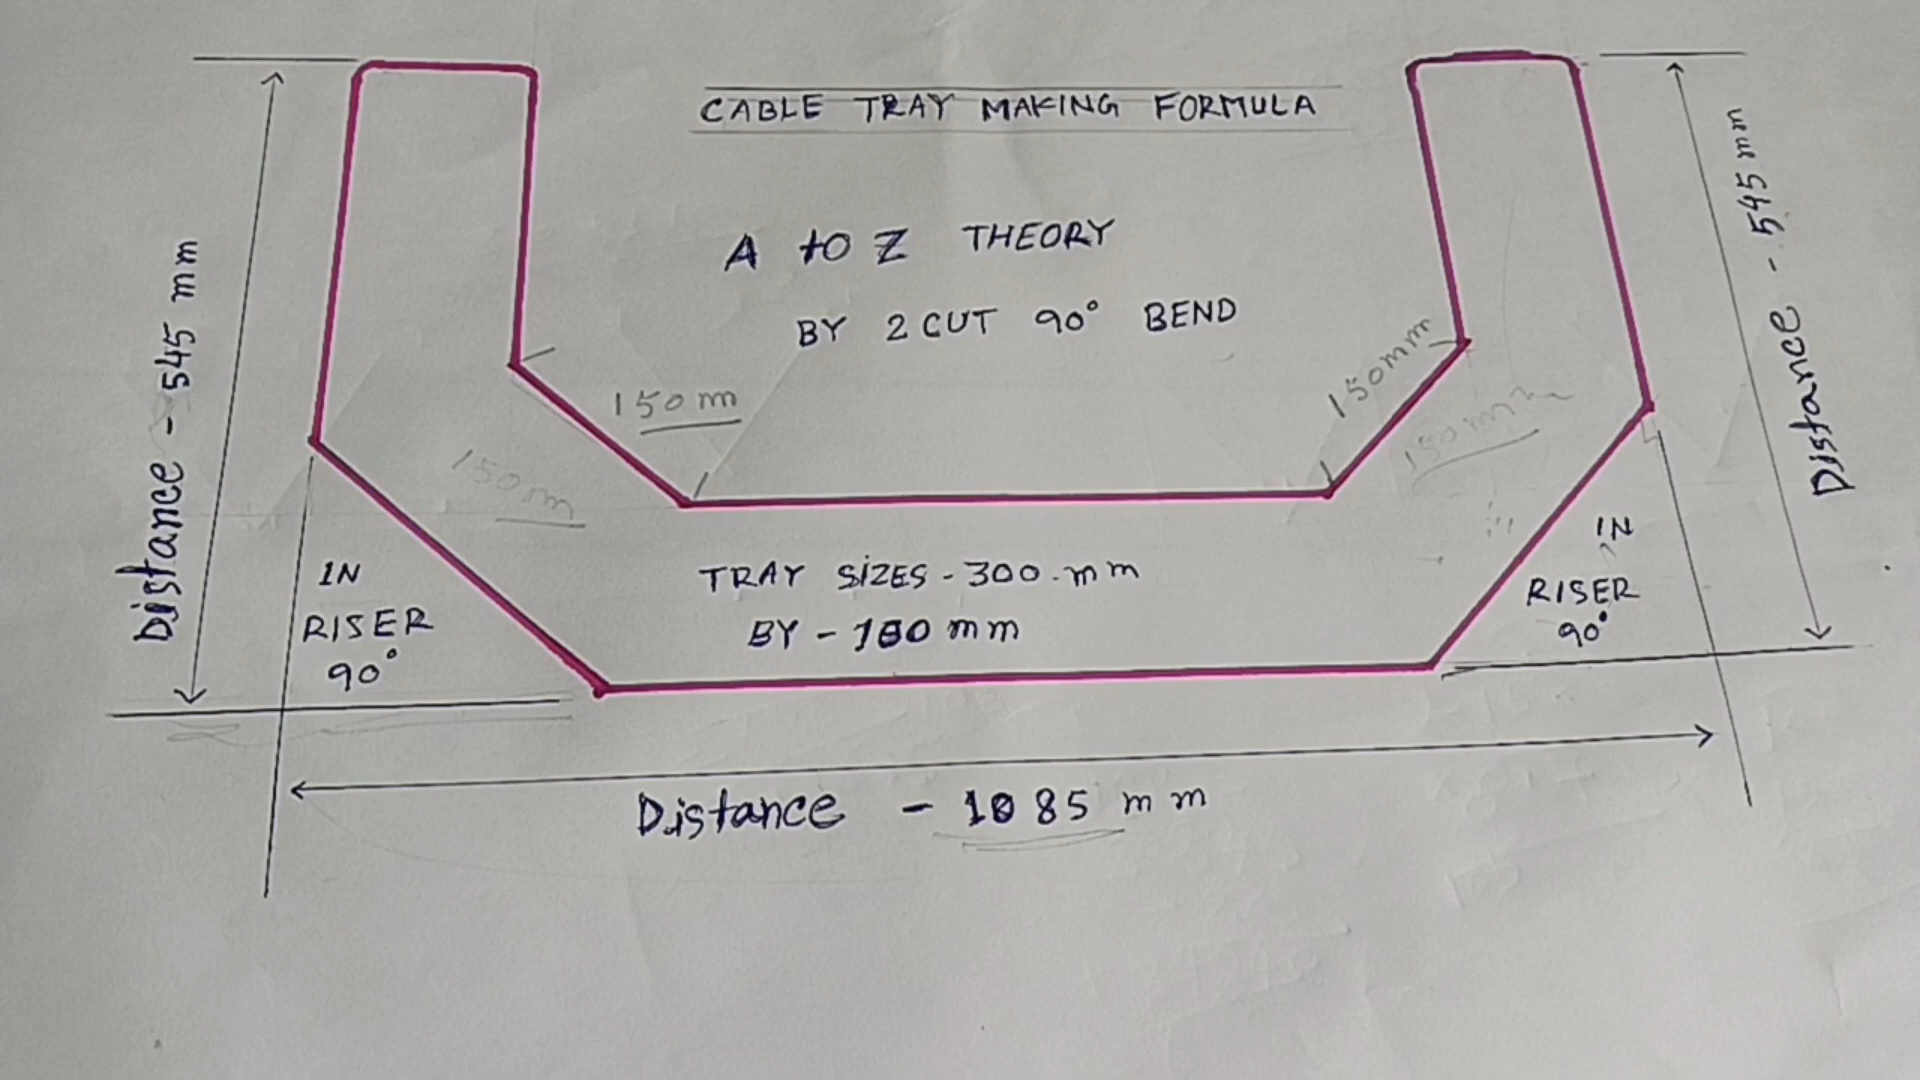 CABLE TRAY MAKING FORMULA
A to Z THEORY
BY 2 CUT 90° BEND
Distance - 545 mm
Distance - 545 mm
150 m
150mm
150 m
150 mm
IN
RISER
90°
TRAY SIZES - 300 - mm
BY - 100 mm
IN
RISER
90°
Distance - 1085 mm